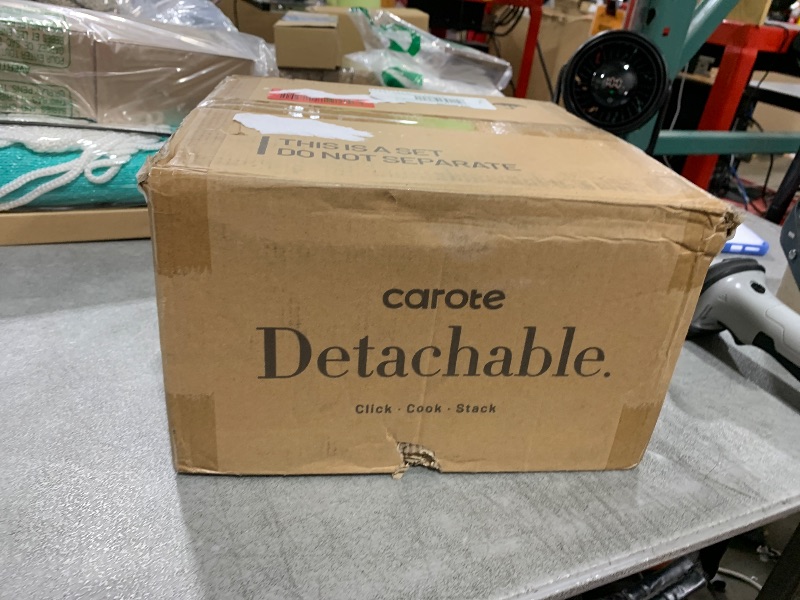 THIS IS A SET
DO NOT SEPARATE
carote
Detachable.
Click · Cook · Stack